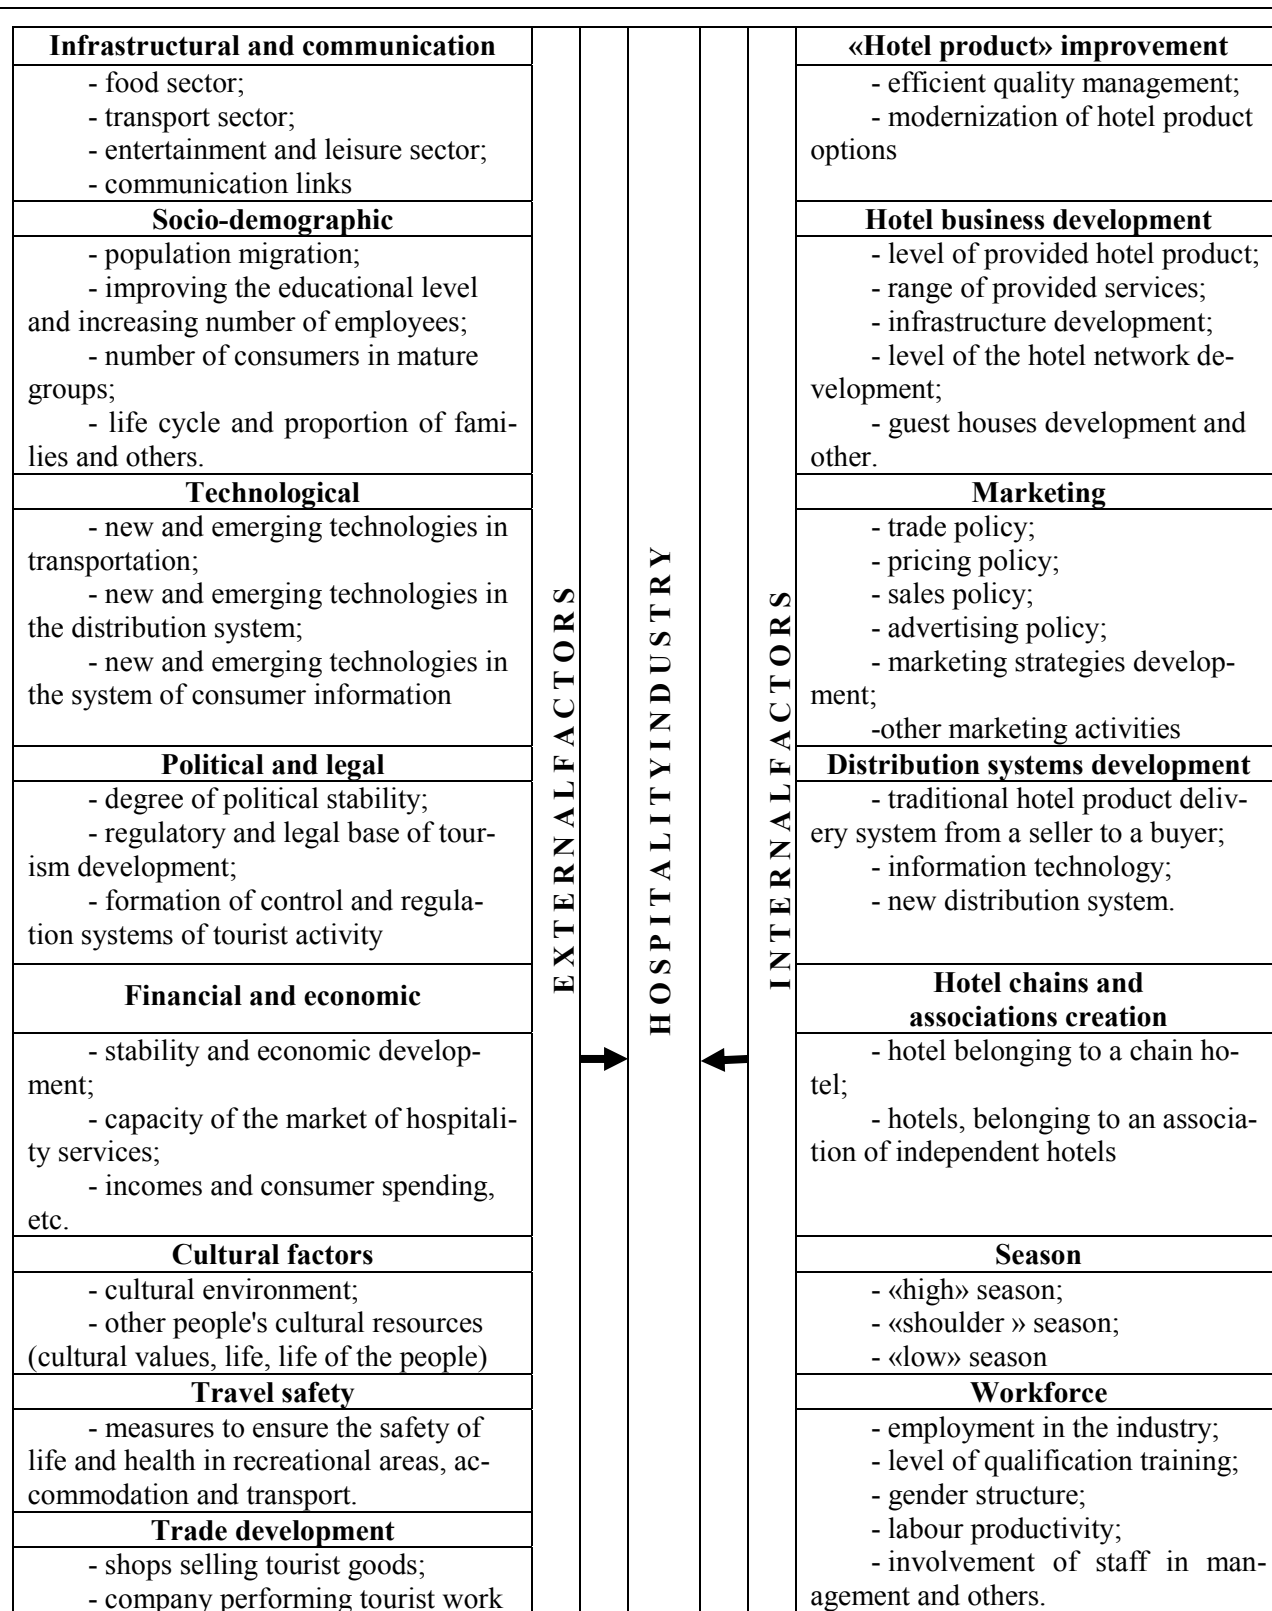 Infrastructural and communication
- food sector;
- transport sector;
- entertainment and leisure sector;
- communication links
Socio-demographic
- population migration;
- improving the educational level
and increasing number of employees;
- number of consumers in mature
groups;
- life cycle and proportion of fami-
lies and others.
Technological
- new and emerging technologies in
transportation;
- new and emerging technologies in
the distribution system;
- new and emerging technologies in
the system of consumer information
Political and legal
- degree of political stability;
- regulatory and legal base of tour-
ism development;
- formation of control and regula-
tion systems of tourist activity
Financial and economic
- stability and economic develop-
ment;
- capacity of the market of hospitali-
ty services;
- incomes and consumer spending,
etc.
Cultural factors
- cultural environment;
- other people's cultural resources
(cultural values, life, life of the people)
Travel safety
- measures to ensure the safety of
life and health in recreational areas, ac-
commodation and transport.
Trade development
- shops selling tourist goods;
- company performing tourist work
E X T E R N A L F A C T O R S
H O S P I T A L I T Y I N D U S T R Y
I N T E R N A L F A C T O R S
«Hotel product» improvement
- efficient quality management;
- modernization of hotel product
options
Hotel business development
- level of provided hotel product;
- range of provided services;
- infrastructure development;
- level of the hotel network de-
velopment;
- guest houses development and
other.
Marketing
- trade policy;
- pricing policy;
- sales policy;
- advertising policy;
- marketing strategies develop-
ment;
-other marketing activities
Distribution systems development
- traditional hotel product deliv-
ery system from a seller to a buyer;
- information technology;
- new distribution system.
Hotel chains and
associations creation
- hotel belonging to a chain ho-
tel;
- hotels, belonging to an associa-
tion of independent hotels
Season
- «high» season;
- «shoulder » season;
- «low» season
Workforce
- employment in the industry;
- level of qualification training;
- gender structure;
- labour productivity;
- involvement of staff in man-
agement and others.